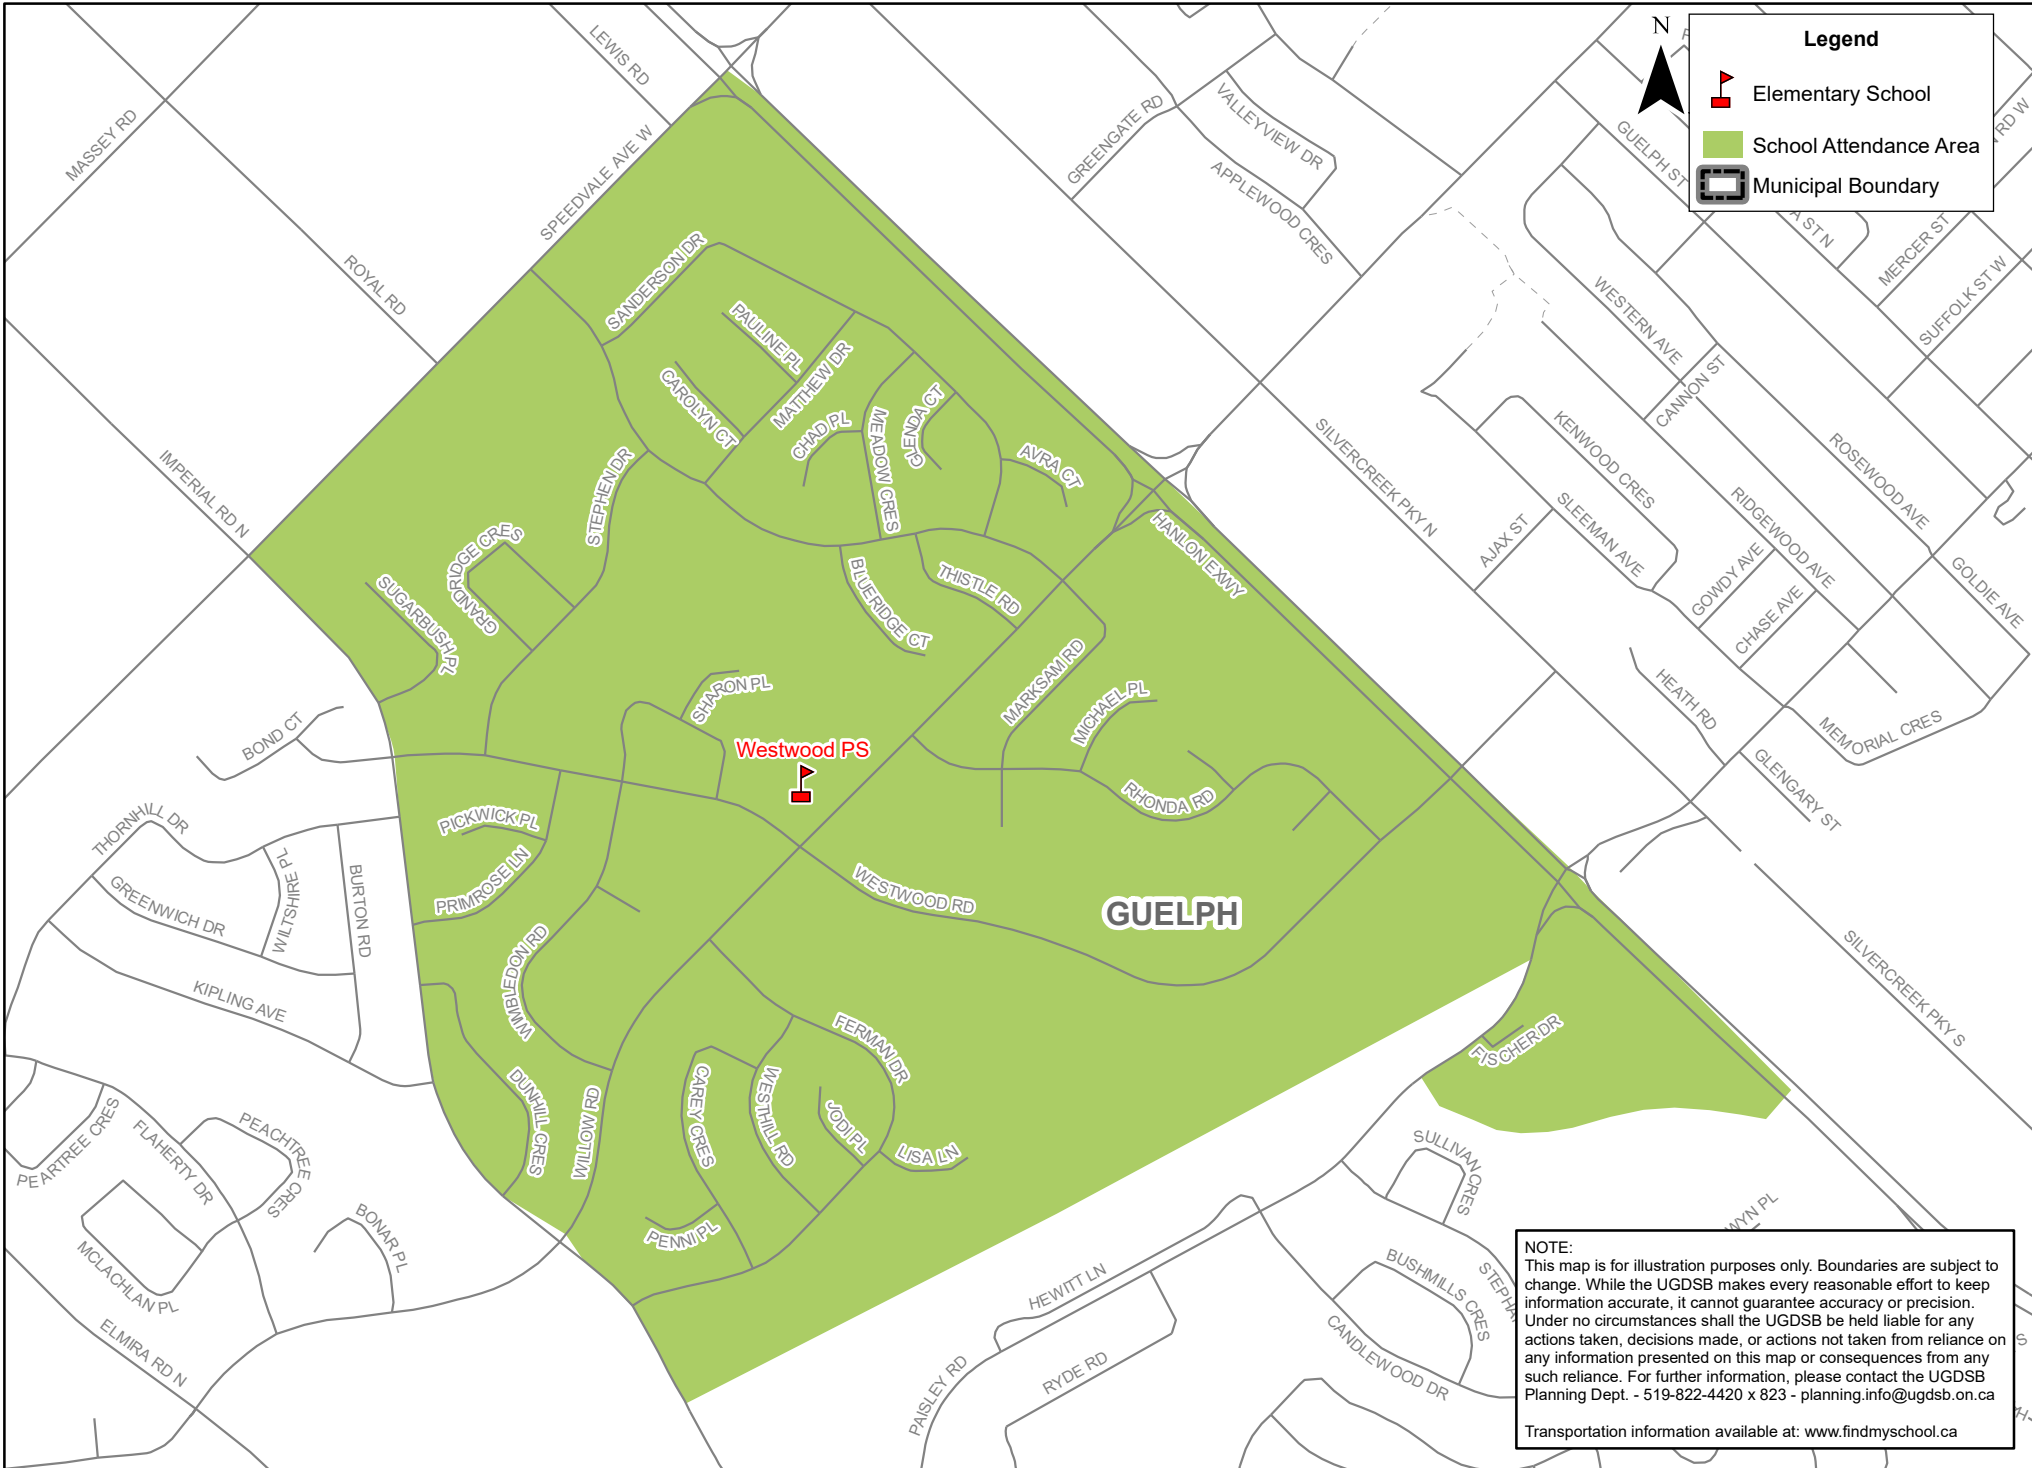 N
Legend
Elementary School
School Attendance Area
Municipal Boundary
LEWIS RD
MASSEY RD
SPEEDVALE AVE W
ROYAL RD
IMPERIAL RD N
GREENGATE RD
VALLEYVIEW DR
APPLEWOOD CRES
GUELPH ST
RD W
A ST N
MERCER ST
SUFFOLK ST W
WESTERN AVE
CANNON ST
ROSEWOOD AVE
KENWOOD CRES
SLEEMAN AVE
RIDGEWOOD AVE
AJAX ST
GOWDY AVE
CHASE AVE
GOLDIE AVE
SILVERCREEK PKY N
HEATH RD
MEMORIAL CRES
GLENGARY ST
SANDERSON DR
PAULINE PL
MATTHEW DR
CAROLYN CT
CHAD PL
MEADOW CRES
GLENDA CT
AVRA CT
STEPHEN DR
HANLON EXWY
GRANDRIDGE CRES
SUGARBUSH PL
BLUERIDGE CT
THISTLE RD
MARKSAM RD
SHARON PL
MICHAEL PL
Westwood PS
RHONDA RD
BOND CT
THORNHILL DR
PICKWICK PL
PRIMROSE LN
WILTSHIRE PL
BURTON RD
GREENWICH DR
KIPLING AVE
WESTWOOD RD
GUELPH
WIMBLEDON RD
SILVERCREEK PKY S
FERMAN DR
FISCHER DR
DUNHILL CRES
WILLOW RD
CAREY CRES
WESTHILL RD
JODI PL
LISA LN
PENNI PL
PEARTREE CRES
FLAHERTY DR
PEACHTREE CRES
BONAR PL
MCLACHLAN PL
ELMIRA RD N
SULLIVAN CRES
WYN PL
HEWITT LN
BUSHMILLS CRES
STEPHA
CANDLEWOOD DR
RYDE RD
PAISLEY RD
NOTE:
This map is for illustration purposes only. Boundaries are subject to
change. While the UGDSB makes every reasonable effort to keep
information accurate, it cannot guarantee accuracy or precision.
Under no circumstances shall the UGDSB be held liable for any
actions taken, decisions made, or actions not taken from reliance on
any information presented on this map or consequences from any
such reliance. For further information, please contact the UGDSB
Planning Dept. - 519-822-4420 x 823 - planning.info@ugdsb.on.ca
Transportation information available at: www.findmyschool.ca